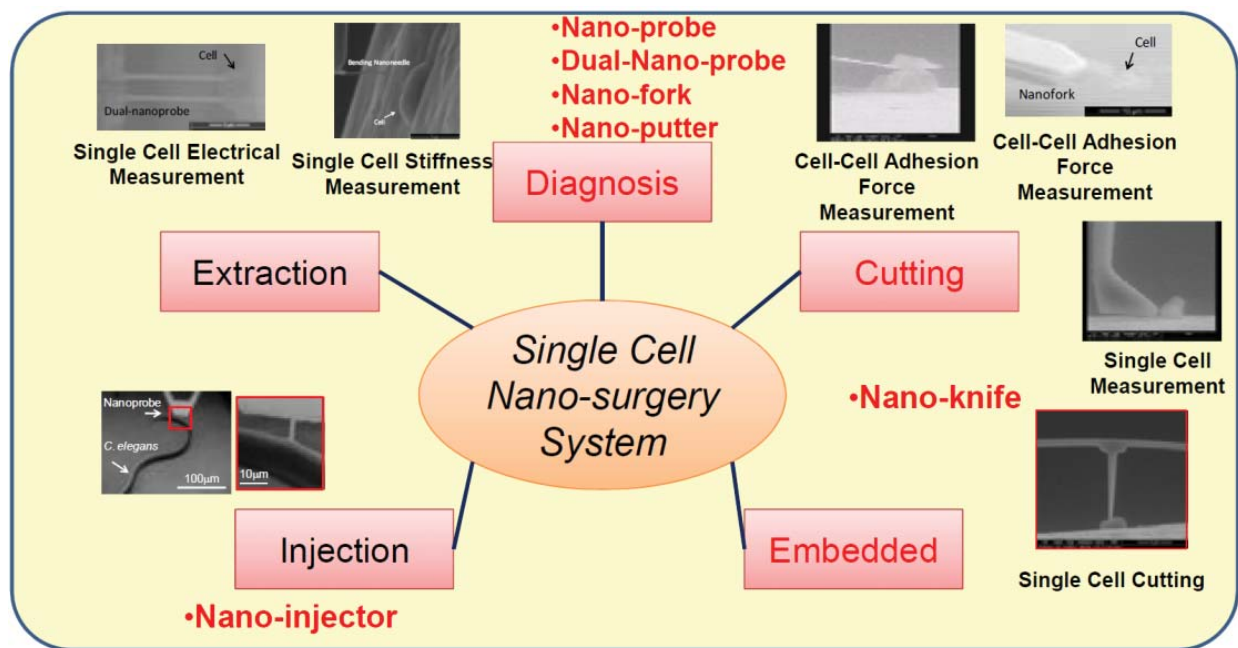 Cell
Dual-nanoprobe
Single Cell Electrical
Measurement
Bending Nanoneedle
Cell
Single Cell Stiffness
Measurement
•Nano-probe
•Dual-Nano-probe
•Nano-fork
•Nano-putter
Cell-Cell Adhesion
Force
Measurement
Cell
Nanofork
Cell-Cell Adhesion
Force
Measurement
Diagnosis
Extraction
Cutting
Single Cell
Nano-surgery
System
Single Cell
Measurement
•Nano-knife
Nanoprobe
C. elegans
100μm
10μm
Injection
Embedded
Single Cell Cutting
•Nano-injector